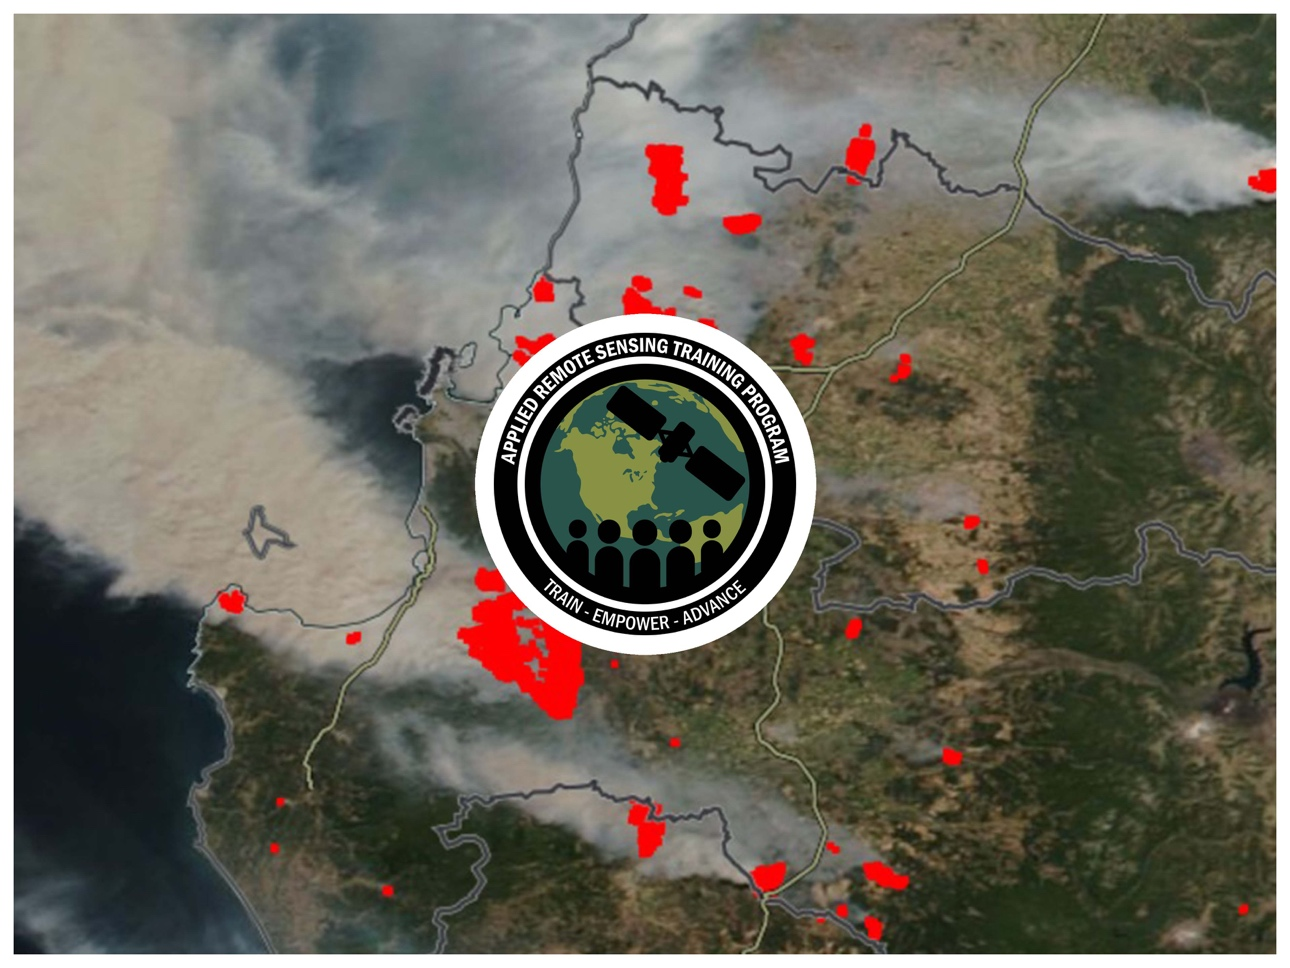 APPLIED REMOTE SENSING TRAINING PROGRAM
TRAIN - EMPOWER - ADVANCE